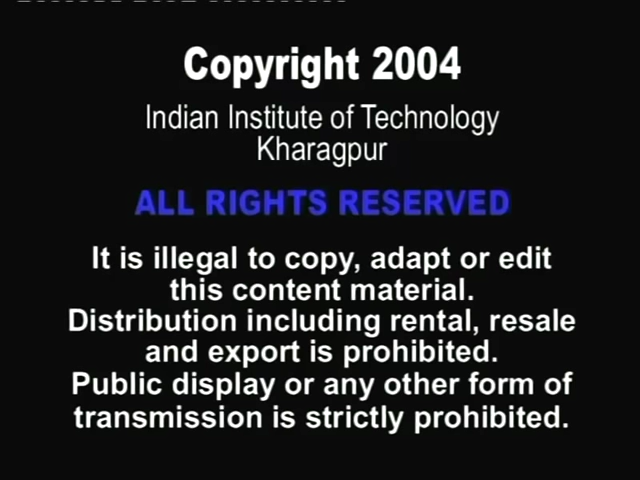 Copyright 2004
Indian Institute of Technology
Kharagpur
ALL RIGHTS RESERVED
It is illegal to copy, adapt or edit
this content material.
Distribution including rental, resale
and export is prohibited.
Public display or any other form of
transmission is strictly prohibited.